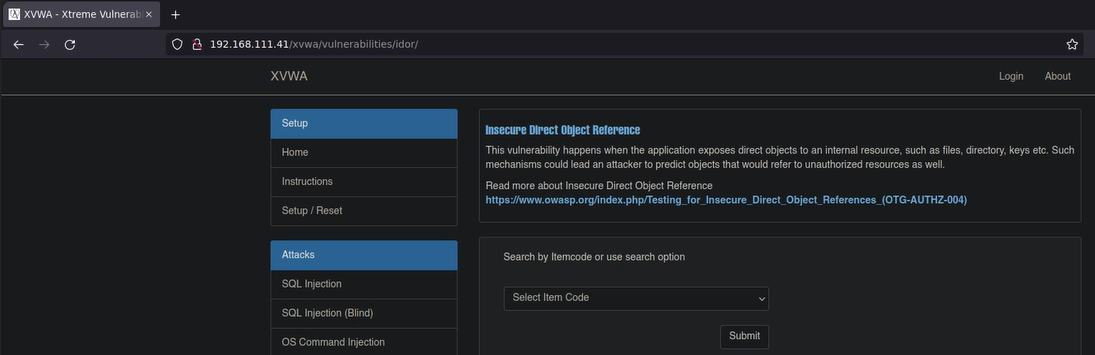 XVWA - Xtreme Vulnerab
192.168.111.41/xvwa/vulnerabilities/idor/
XVWA
Login
About
Setup
Home
Instructions
Setup / Reset
Attacks
SQL Injection
SQL Injection (Blind)
OS Command Injection
Insecure Direct Object Reference
This vulnerability happens when the application exposes direct objects to an internal resource, such as files, directory, keys etc. Such
mechanisms could lead an attacker to predict objects that would refer to unauthorized resources as well.
Read more about Insecure Direct Object Reference
https://www.owasp.org/index.php/Testing_for_Insecure_Direct_Object_References_(OTG-AUTHZ-004)
Search by Itemcode or use search option
Select Item Code
Submit